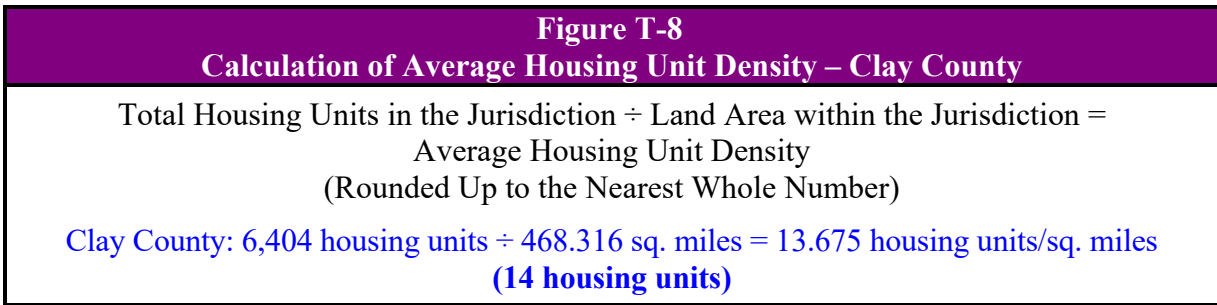 Figure T-8
Calculation of Average Housing Unit Density – Clay County
Total Housing Units in the Jurisdiction ÷ Land Area within the Jurisdiction =
Average Housing Unit Density
(Rounded Up to the Nearest Whole Number)
Clay County: 6,404 housing units ÷ 468.316 sq. miles = 13.675 housing units/sq. miles
(14 housing units)